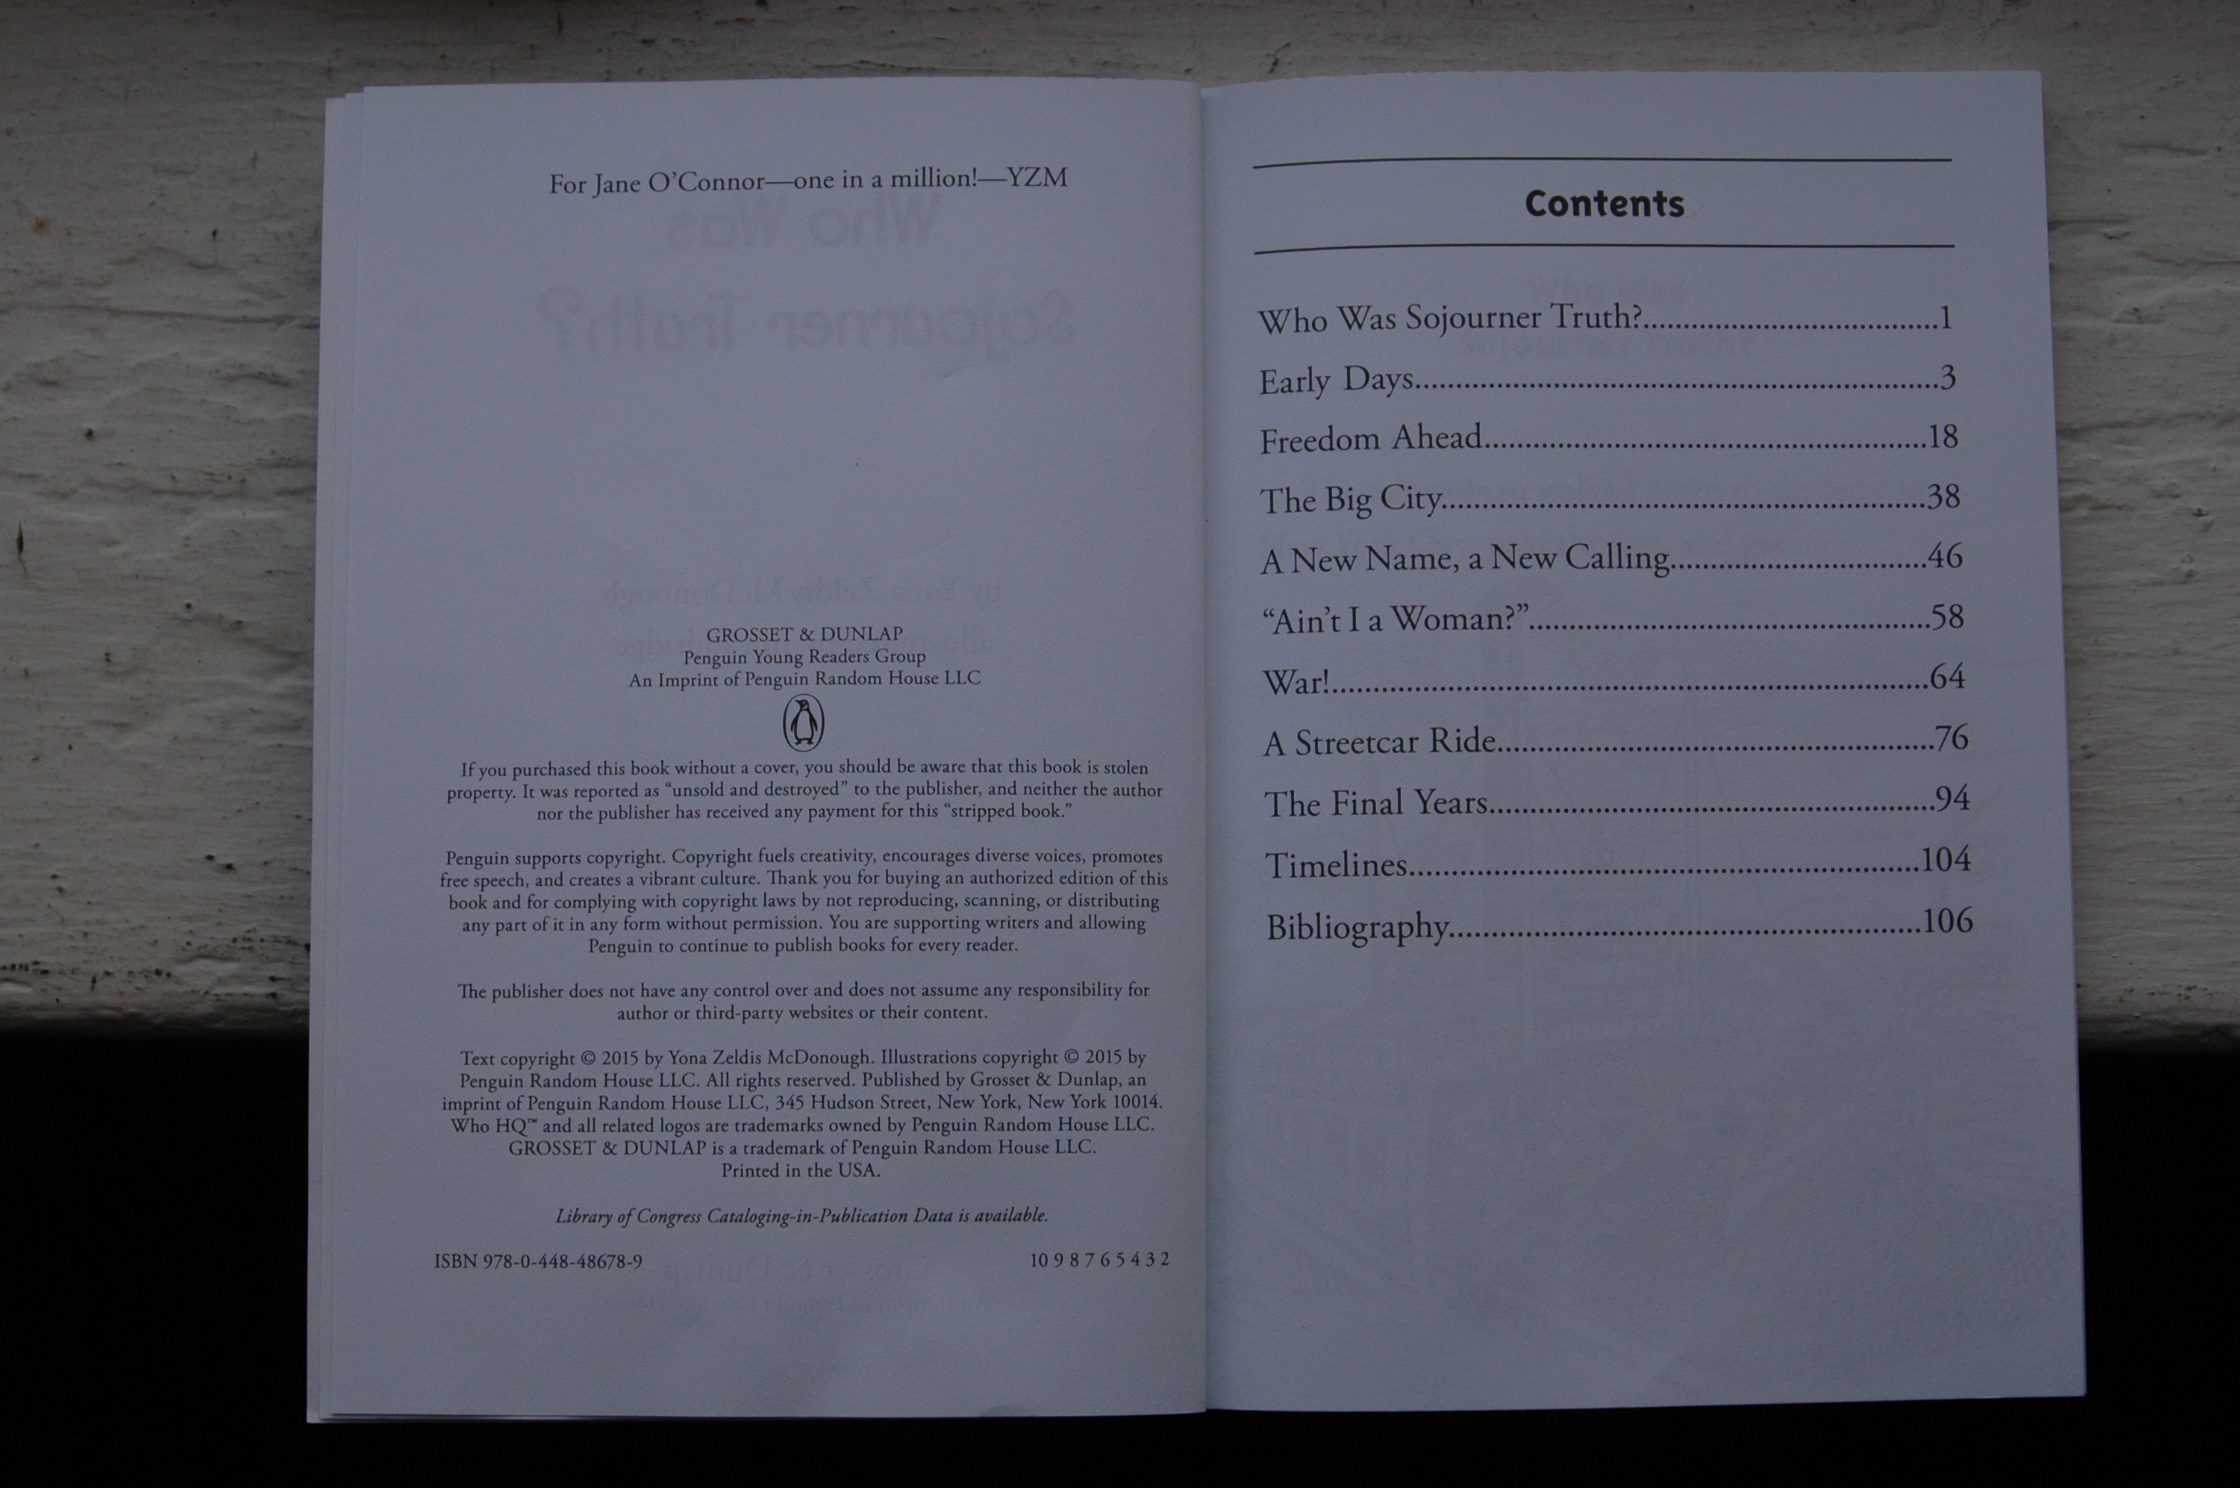 For Jane O’Connor—one in a million!—YZM
GROSSET & DUNLAP
Penguin Young Readers Group
An Imprint of Penguin Random House LLC
If you purchased this book without a cover, you should be aware that this book is stolen
property. It was reported as “unsold and destroyed” to the publisher, and neither the author
nor the publisher has received any payment for this “stripped book.”
Penguin supports copyright. Copyright fuels creativity, encourages diverse voices, promotes
free speech, and creates a vibrant culture. Thank you for buying an authorized edition of this
book and for complying with copyright laws by not reproducing, scanning, or distributing
any part of it in any form without permission. You are supporting writers and allowing
Penguin to continue to publish books for every reader.
The publisher does not have any control over and does not assume any responsibility for
author or third-party websites or their content.
Text copyright © 2015 by Yona Zeldis McDonough. Illustrations copyright © 2015 by
Penguin Random House LLC. All rights reserved. Published by Grosset & Dunlap, an
imprint of Penguin Random House LLC, 345 Hudson Street, New York, New York 10014.
Who HQ™ and all related logos are trademarks owned by Penguin Random House LLC.
GROSSET & DUNLAP is a trademark of Penguin Random House LLC.
Printed in the USA.
Library of Congress Cataloging-in-Publication Data is available.
ISBN 978-0-448-48678-9 10 9 8 7 6 5 4 3 2
Contents
Who Was Sojourner Truth?...................................1
Early Days...................................3
Freedom Ahead...................................18
The Big City...................................38
A New Name, a New Calling...................................46
“Ain’t I a Woman?”...................................58
War!...................................64
A Streetcar Ride...................................76
The Final Years...................................94
Timelines...................................104
Bibliography...................................106